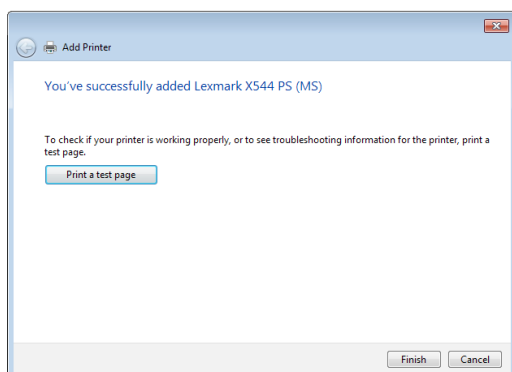 Add Printer
You've successfully added Lexmark X544 PS (MS)
To check if your printer is working properly, or to see troubleshooting information for the printer, print a
test page.
Print a test page
Finish Cancel